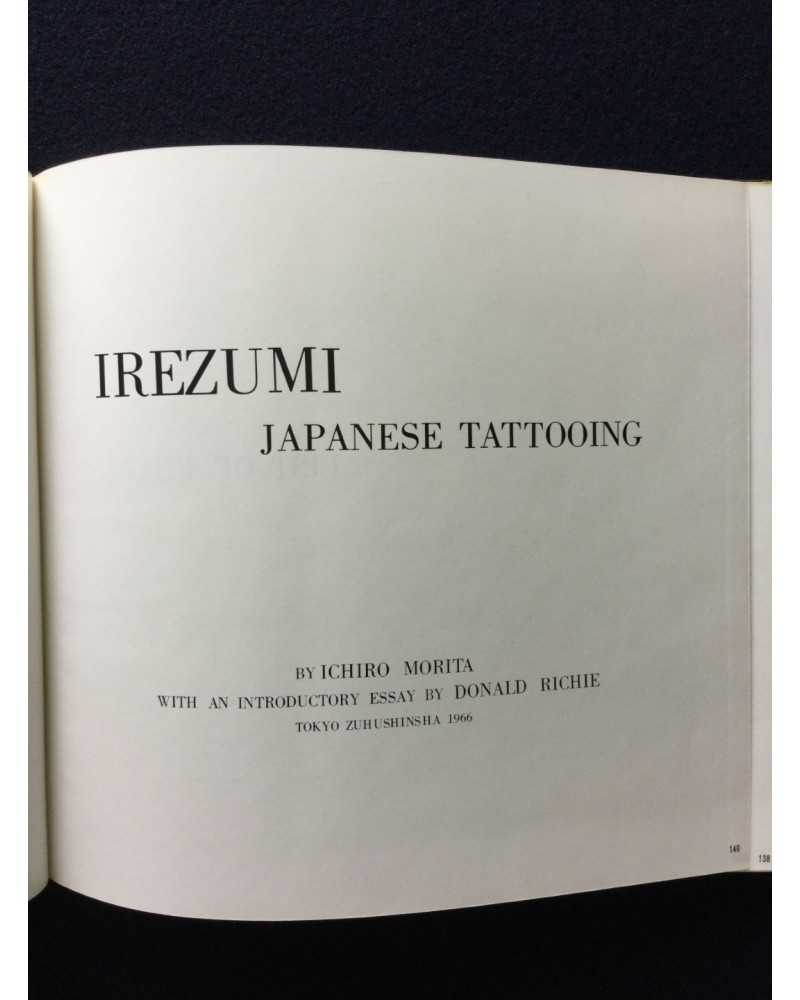 IREZUMI
JAPANESE TATTOOING
BY ICHIRO MORITA
WITH AN INTRODUCTORY ESSAY BY DONALD RICHIE
TOKYO ZUHUSHINSHA 1966
140
138